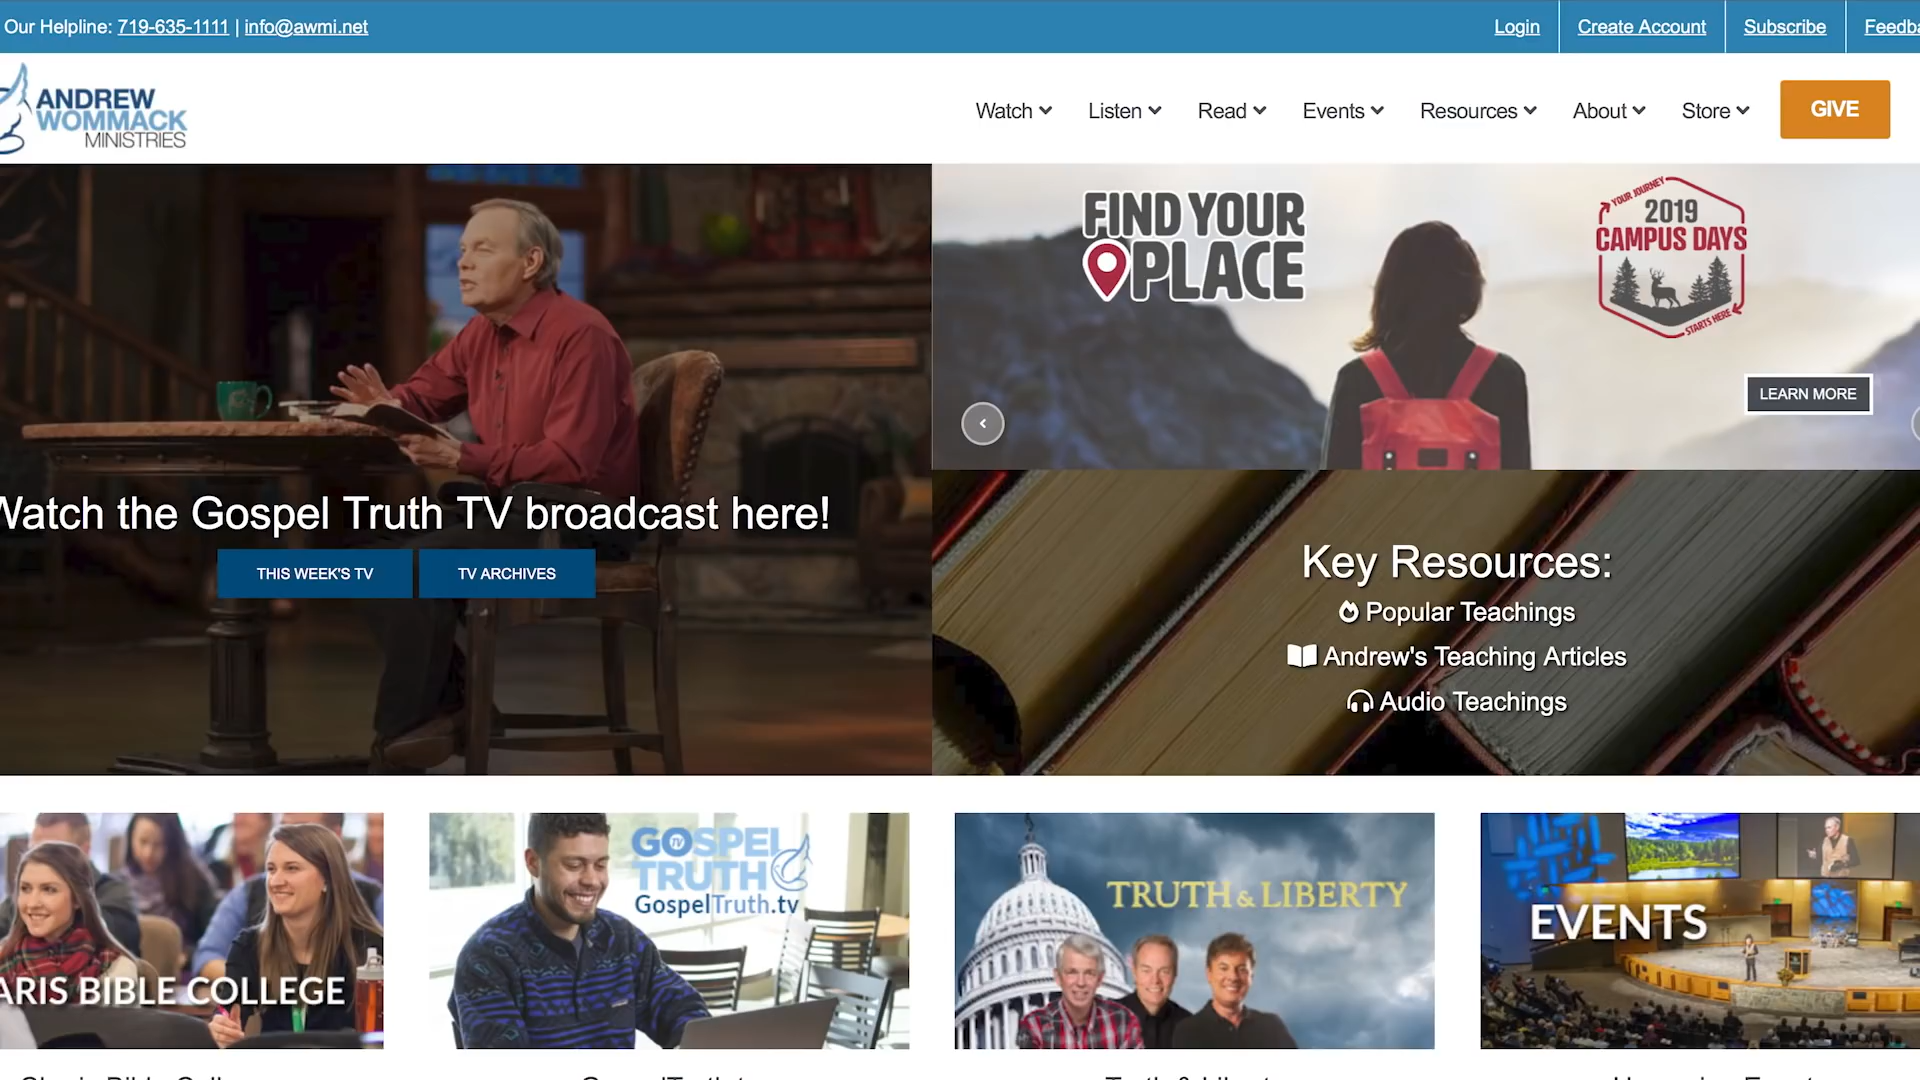 Our Helpline: 719-635-1111 | info@awmi.net
Login
Create Account
Subscribe
ANDREW
WOMMACK
MINISTRIES
Watch
Listen
Read
Events
Resources
About
Store
GIVE
FIND YOUR
PLACE
YOUR JOURNEY
2019
CAMPUS DAYS
STARTS HERE
LEARN MORE
Watch the Gospel Truth TV broadcast here!
THIS WEEK'S TV
TV ARCHIVES
Key Resources:
Popular Teachings
Andrew's Teaching Articles
Audio Teachings
ARIS BIBLE COLLEGE
GOSPEL
TV
TRUTH
GospelTruth.tv
TRUTH & LIBERTY
EVENTS